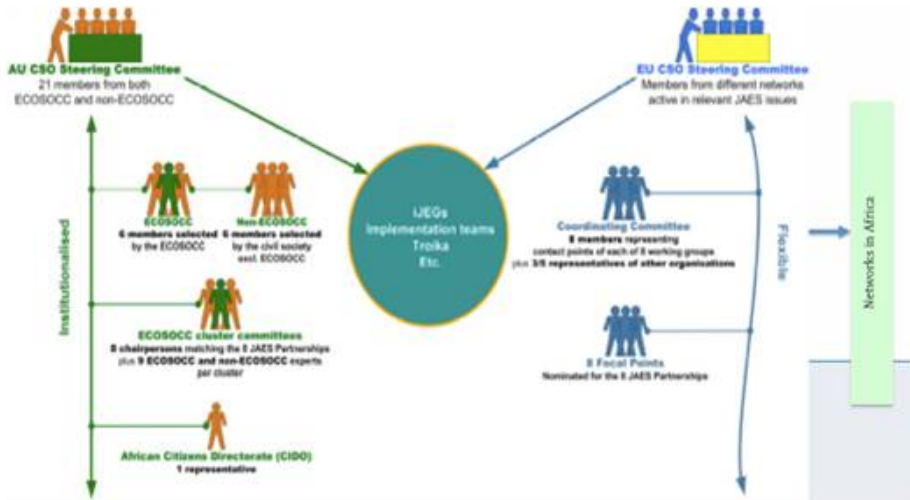 AU CSO Steering Committee
21 members from both
ECOSOCC and non-ECOSOCC
EU CSO Steering Committee
Members from different networks
active in relevant JAES issues
Institutionalised
ECOSOCC
6 members selected
by the ECOSOCC
Non-ECOSOCC
6 members selected
by the civil society
excl. ECOSOCC
ECOSOCC cluster committees
8 chairpersons matching the 8 JAES Partnerships
plus 9 ECOSOCC and non-ECOSOCC experts
per cluster
African Citizens Directorate (CIDO)
1 representative
iJEGs
Implementation teams
Troika
Etc.
Coordinating Committee
8 members representing
contact points of each of 8 working groups
plus 3/5 representatives of other organisations
8 Focal Points
Nominated for the 8 JAES Partnerships
Flexible
Networks in Africa